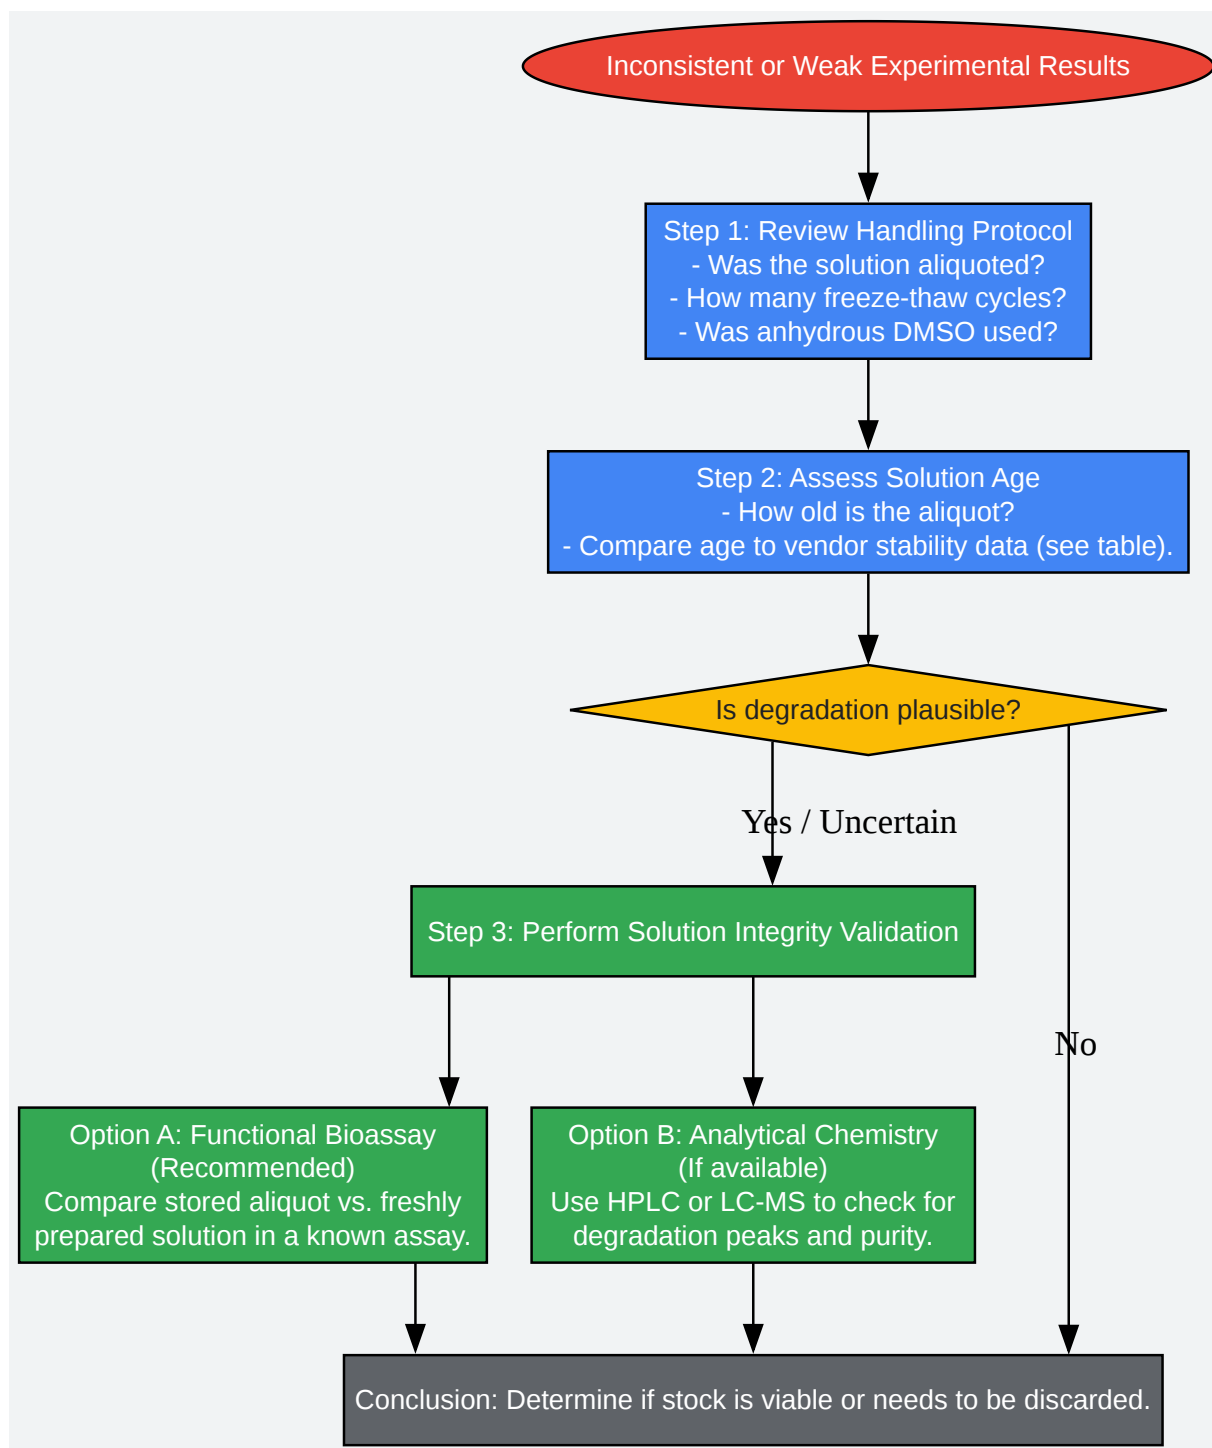 Inconsistent or Weak Experimental Results
Step 1: Review Handling Protocol
- Was the solution aliquoted?
- How many freeze-thaw cycles?
- Was anhydrous DMSO used?
Step 2: Assess Solution Age
- How old is the aliquot?
- Compare age to vendor stability data (see table).
Is degradation plausible?
Yes / Uncertain
Step 3: Perform Solution Integrity Validation
No
Option A: Functional Bioassay
(Recommended)
Compare stored aliquot vs. freshly
prepared solution in a known assay.
Option B: Analytical Chemistry
(If available)
Use HPLC or LC-MS to check for
degradation peaks and purity.
Conclusion: Determine if stock is viable or needs to be discarded.